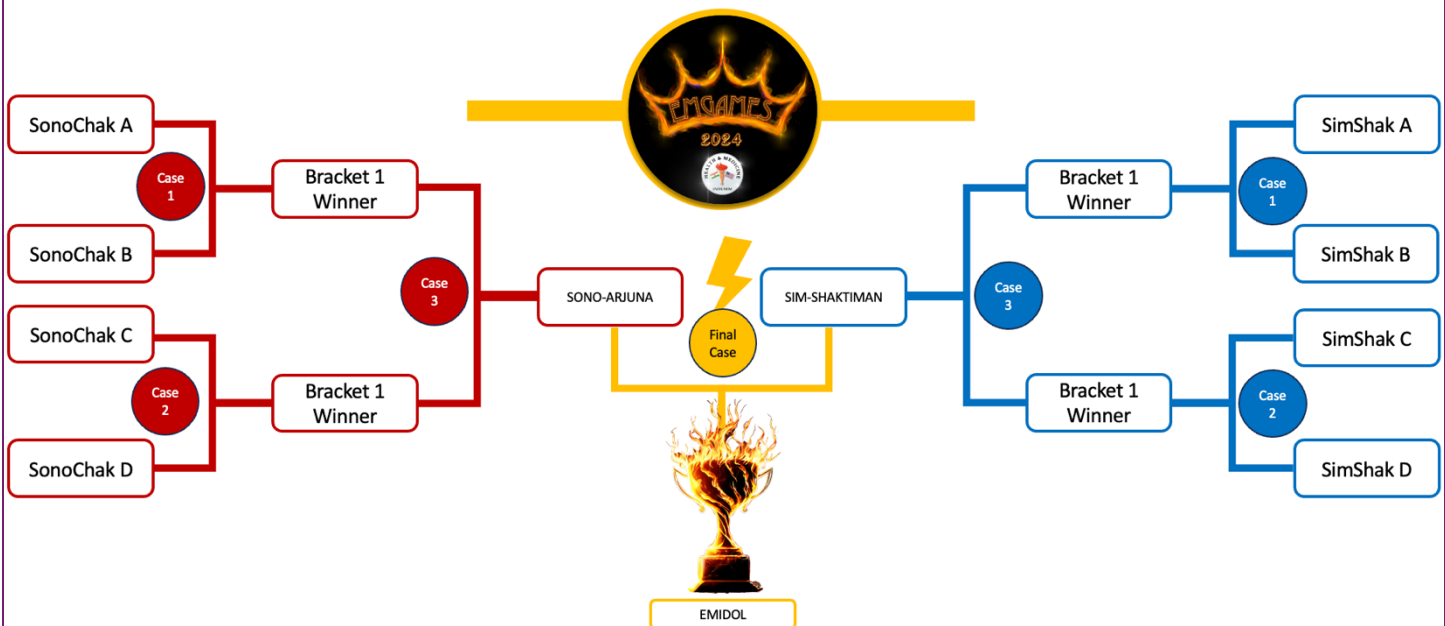 EMGAMES
2024
HEALTH & MEDICINE
SonoChak A
Case
1
SonoChak B
Bracket 1
Winner
Case
3
SonoChak C
Case
2
SonoChak D
Bracket 1
Winner
SONO-ARJUNA
Final
Case
SIM-SHAKTIMAN
Bracket 1
Winner
Case
3
Bracket 1
Winner
SimShak A
Case
1
SimShak B
SimShak C
Case
2
SimShak D
EMIDOL